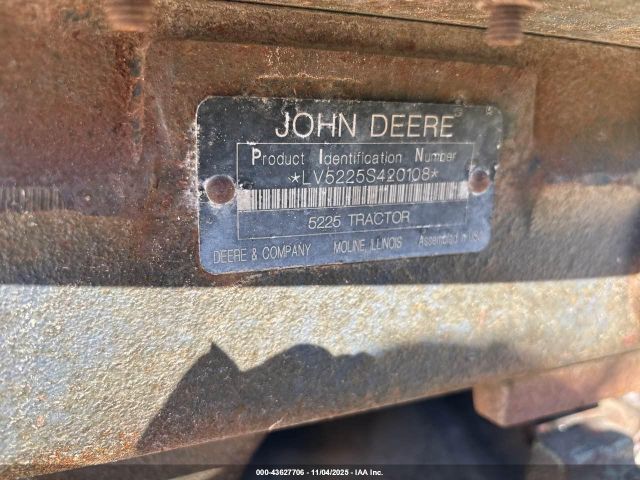 JOHN DEERE
Product Identification Number
*LV5225S420108*
5225 TRACTOR
DEERE & COMPANY MOLINE, ILLINOIS Assembled in USA
000-43627706 - 11/04/2025 - IAA Inc.